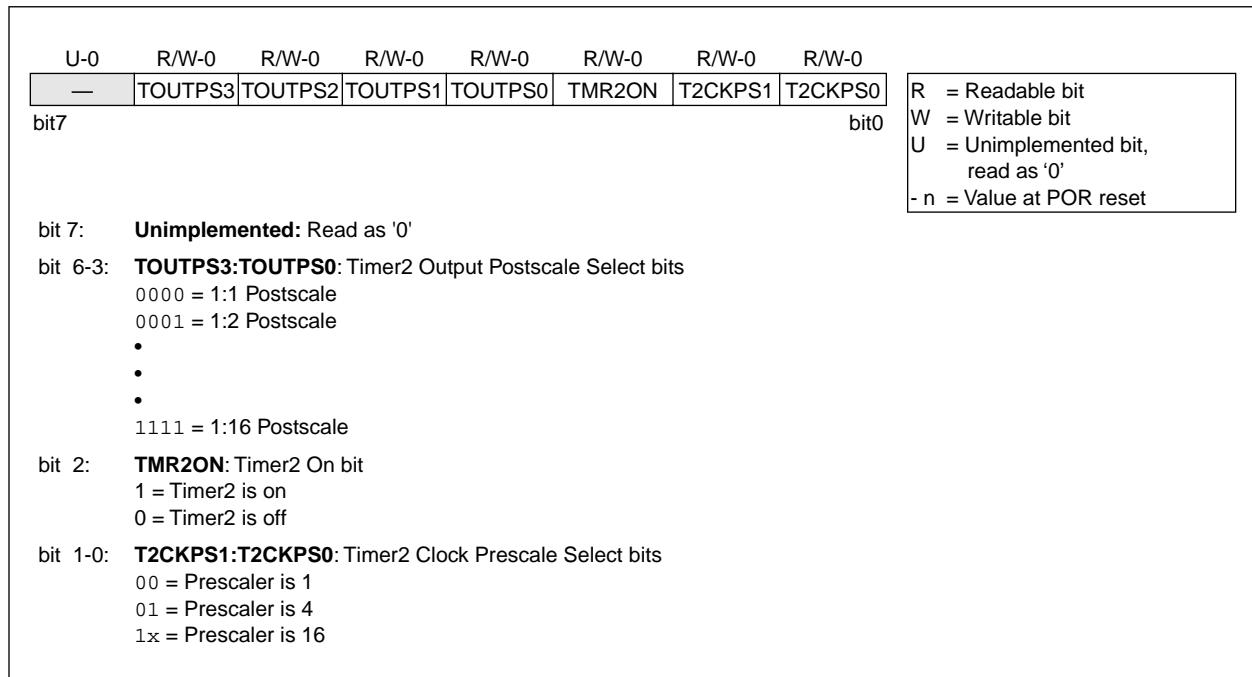 U-0 R/W-0 R/W-0 R/W-0 R/W-0 R/W-0 R/W-0 R/W-0
— TOUTPS3 TOUTPS2 TOUTPS1 TOUTPS0 TMR2ON T2CKPS1 T2CKPS0
bit7 bit0
R = Readable bit
W = Writable bit
U = Unimplemented bit,
read as ‘0’
- n = Value at POR reset
bit 7: Unimplemented: Read as '0'
bit 6-3: TOUTPS3:TOUTPS0: Timer2 Output Postscale Select bits
0000 = 1:1 Postscale
0001 = 1:2 Postscale
•
•
•
1111 = 1:16 Postscale
bit 2: TMR2ON: Timer2 On bit
1 = Timer2 is on
0 = Timer2 is off
bit 1-0: T2CKPS1:T2CKPS0: Timer2 Clock Prescale Select bits
00 = Prescaler is 1
01 = Prescaler is 4
1x = Prescaler is 16